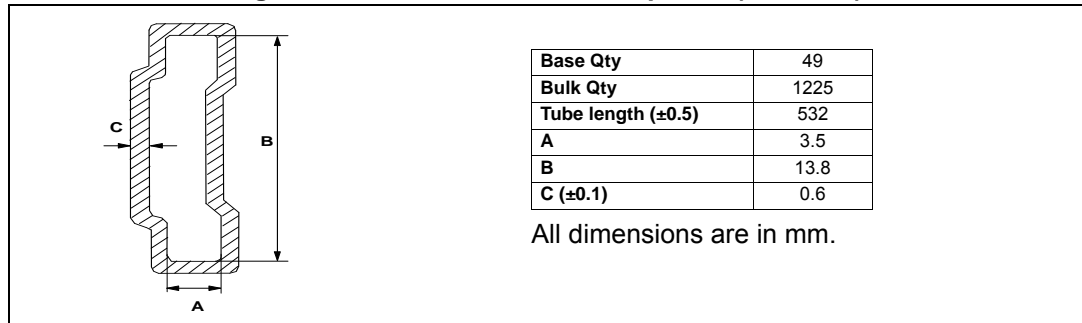 C
B
A
Base Qty 49
Bulk Qty 1225
Tube length (±0.5) 532
A 3.5
B 13.8
C (±0.1) 0.6
All dimensions are in mm.